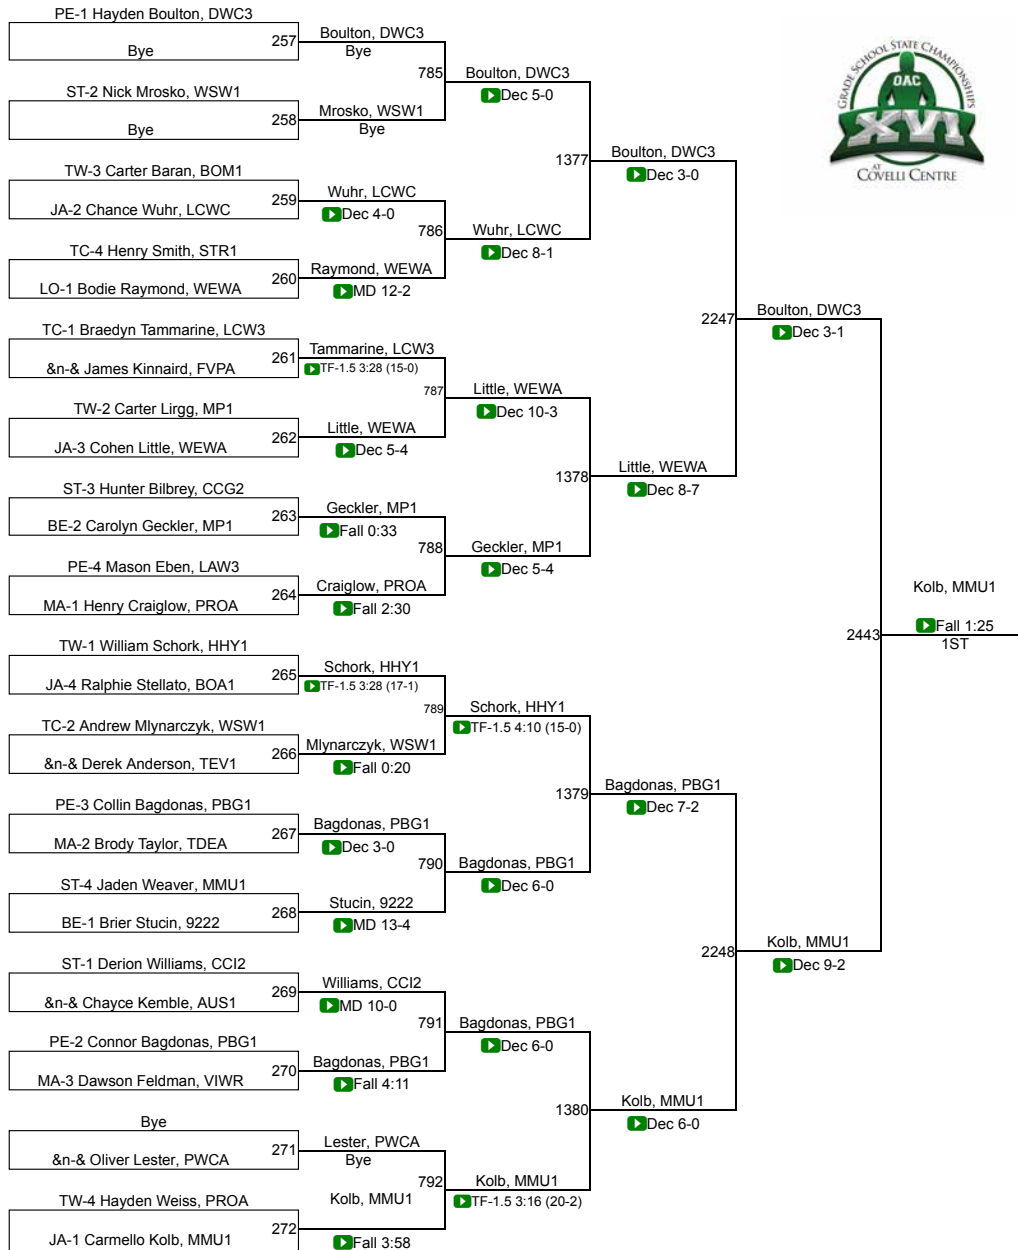 GRADE SCHOOL STATE CHAMPIONSHIPS
OAC
XVI
AT
COVELLI CENTRE
PE-1 Hayden Boulton, DWC3
Bye
257
Boulton, DWC3
Bye
785
Boulton, DWC3
Dec 5-0
ST-2 Nick Mrosko, WSW1
Bye
258
Mrosko, WSW1
Bye
1377
Boulton, DWC3
Dec 3-0
TW-3 Carter Baran, BOM1
JA-2 Chance Wuhr, LCWC
259
Wuhr, LCWC
Dec 4-0
786
Wuhr, LCWC
Dec 8-1
TC-4 Henry Smith, STR1
LO-1 Bodie Raymond, WEWA
260
Raymond, WEWA
MD 12-2
2247
Boulton, DWC3
Dec 3-1
TC-1 Braedyn Tammarine, LCW3
&n-& James Kinnaird, FVPA
261
Tammarine, LCW3
TF-1.5 3:28 (15-0)
787
Little, WEWA
Dec 10-3
TW-2 Carter Lirgg, MP1
JA-3 Cohen Little, WEWA
262
Little, WEWA
Dec 5-4
1378
Little, WEWA
Dec 8-7
ST-3 Hunter Bilbrey, CCG2
BE-2 Carolyn Geckler, MP1
263
Geckler, MP1
Fall 0:33
788
Geckler, MP1
Dec 5-4
PE-4 Mason Eben, LAW3
MA-1 Henry Craiglow, PROA
264
Craiglow, PROA
Fall 2:30
2443
Kolb, MMU1
Fall 1:25
1ST
TW-1 William Schork, HHY1
JA-4 Ralphie Stellato, BOA1
265
Schork, HHY1
TF-1.5 3:28 (17-1)
789
Schork, HHY1
TF-1.5 4:10 (15-0)
TC-2 Andrew Mlynarczyk, WSW1
&n-& Derek Anderson, TEV1
266
Mlynarczyk, WSW1
Fall 0:20
1379
Bagdonas, PBG1
Dec 7-2
PE-3 Collin Bagdonas, PBG1
MA-2 Brody Taylor, TDEA
267
Bagdonas, PBG1
Dec 3-0
790
Bagdonas, PBG1
Dec 6-0
ST-4 Jaden Weaver, MMU1
BE-1 Brier Stucin, 9222
268
Stucin, 9222
MD 13-4
2248
Kolb, MMU1
Dec 9-2
ST-1 Derion Williams, CCI2
&n-& Chayce Kemble, AUS1
269
Williams, CCI2
MD 10-0
791
Bagdonas, PBG1
Dec 6-0
PE-2 Connor Bagdonas, PBG1
MA-3 Dawson Feldman, VIWR
270
Bagdonas, PBG1
Fall 4:11
1380
Kolb, MMU1
Dec 6-0
Bye
&n-& Oliver Lester, PWCA
271
Lester, PWCA
Bye
792
Kolb, MMU1
TF-1.5 3:16 (20-2)
TW-4 Hayden Weiss, PROA
JA-1 Carmello Kolb, MMU1
272
Kolb, MMU1
Fall 3:58